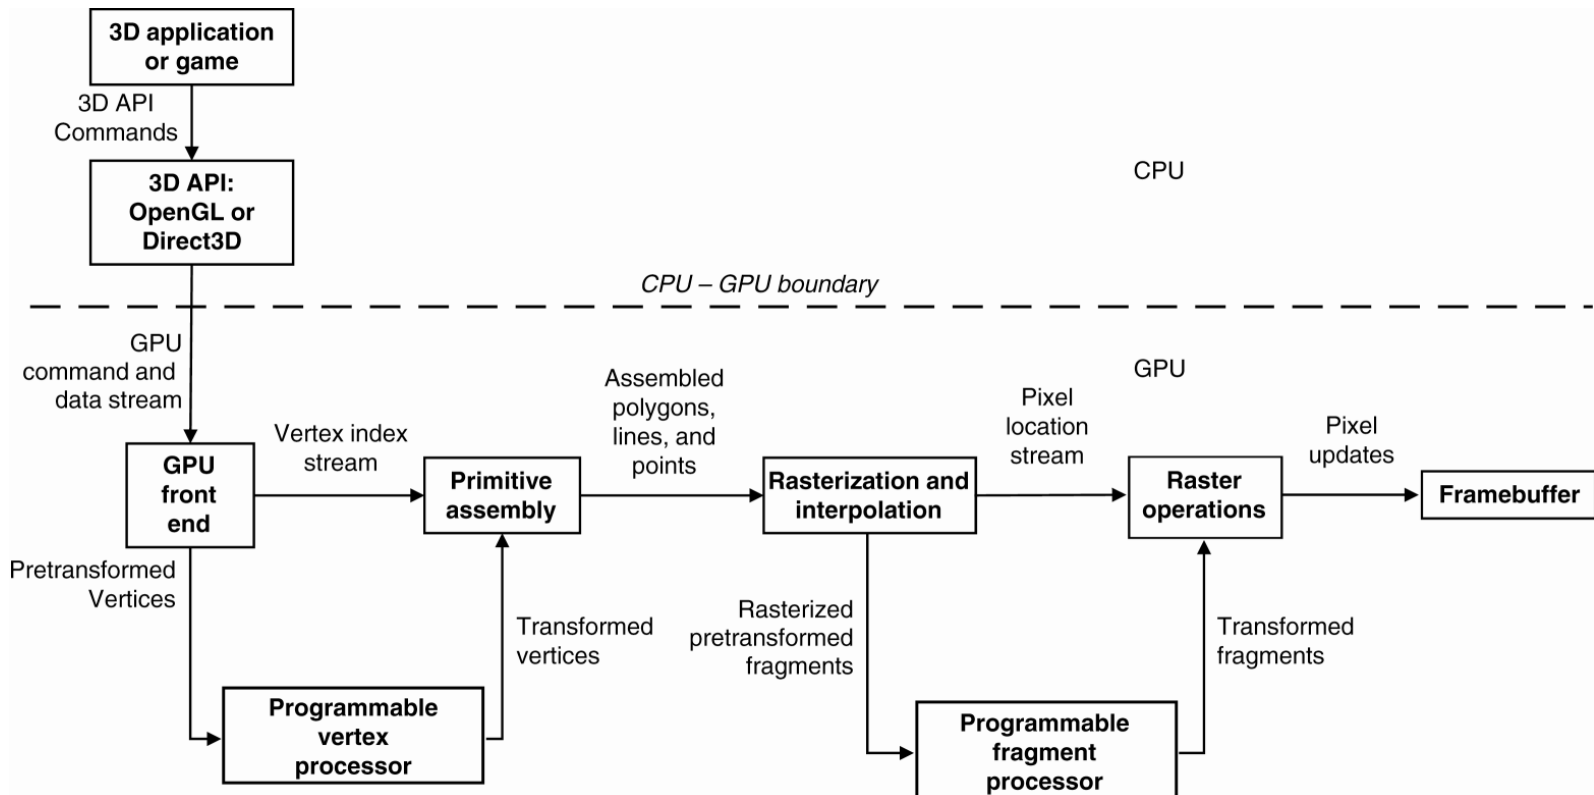 3D application
or game
3D API
Commands
3D API:
OpenGL or
Direct3D
CPU
CPU – GPU boundary
GPU
command and
data stream
GPU
Assembled
polygons,
lines, and
points
Pixel
location
stream
Vertex index
stream
Pixel
updates
GPU
front
end
Primitive
assembly
Rasterization and
interpolation
Raster
operations
Framebuffer
Pretransformed
Vertices
Transformed
vertices
Rasterized
pretransformed
fragments
Transformed
fragments
Programmable
vertex
processor
Programmable
fragment
processor